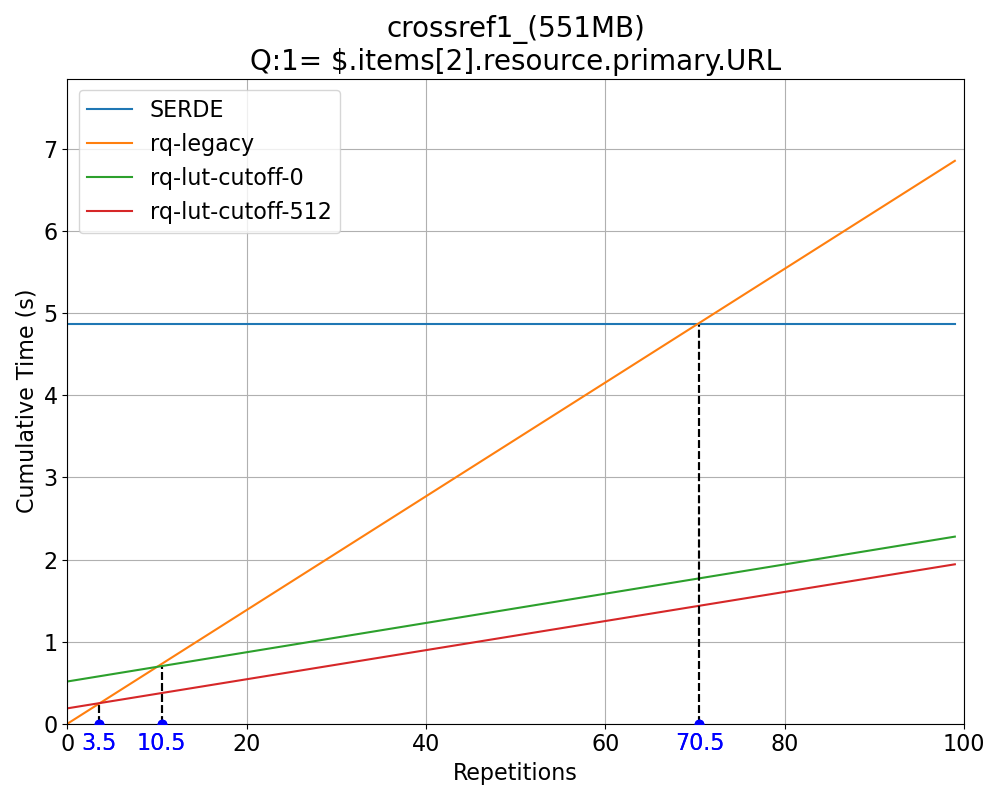 crossref1_(551MB)
Q:1= $.items[2].resource.primary.URL
SERDE
rq-legacy
rq-lut-cutoff-0
rq-lut-cutoff-512
Cumulative Time (s)
7
6
5
4
3
2
1
0
0 3.5 10.5 20 40 60 70.5 80 100
Repetitions